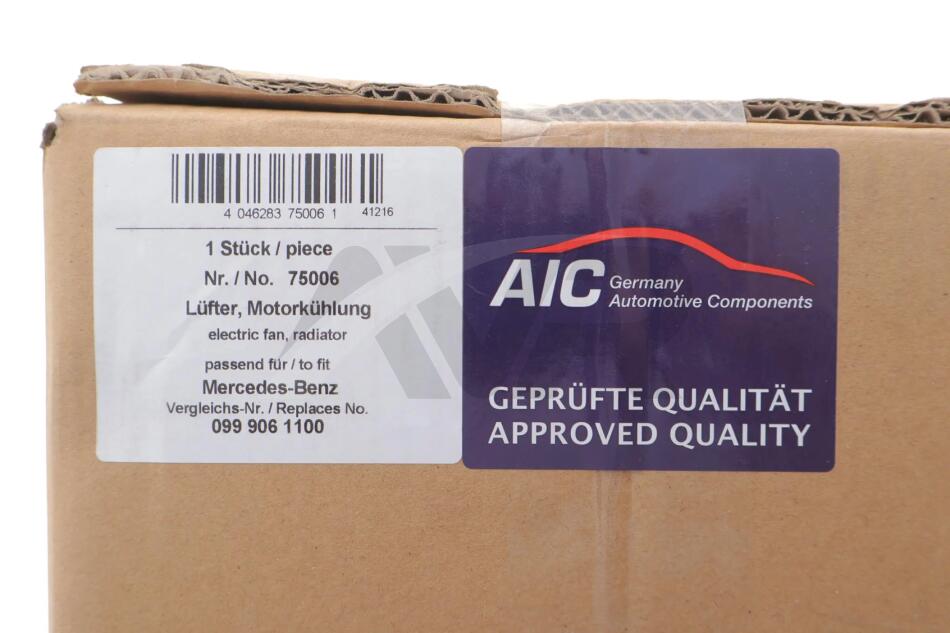 4 046283 75006 1 41216
1 Stück / piece
Nr. / No. 75006
Lüfter, Motorkühlung
electric fan, radiator
passend für / to fit
Mercedes-Benz
Vergleichs-Nr. / Replaces No.
099 906 1100
AIC Germany
Automotive Components
GEPRÜFTE QUALITÄT
APPROVED QUALITY